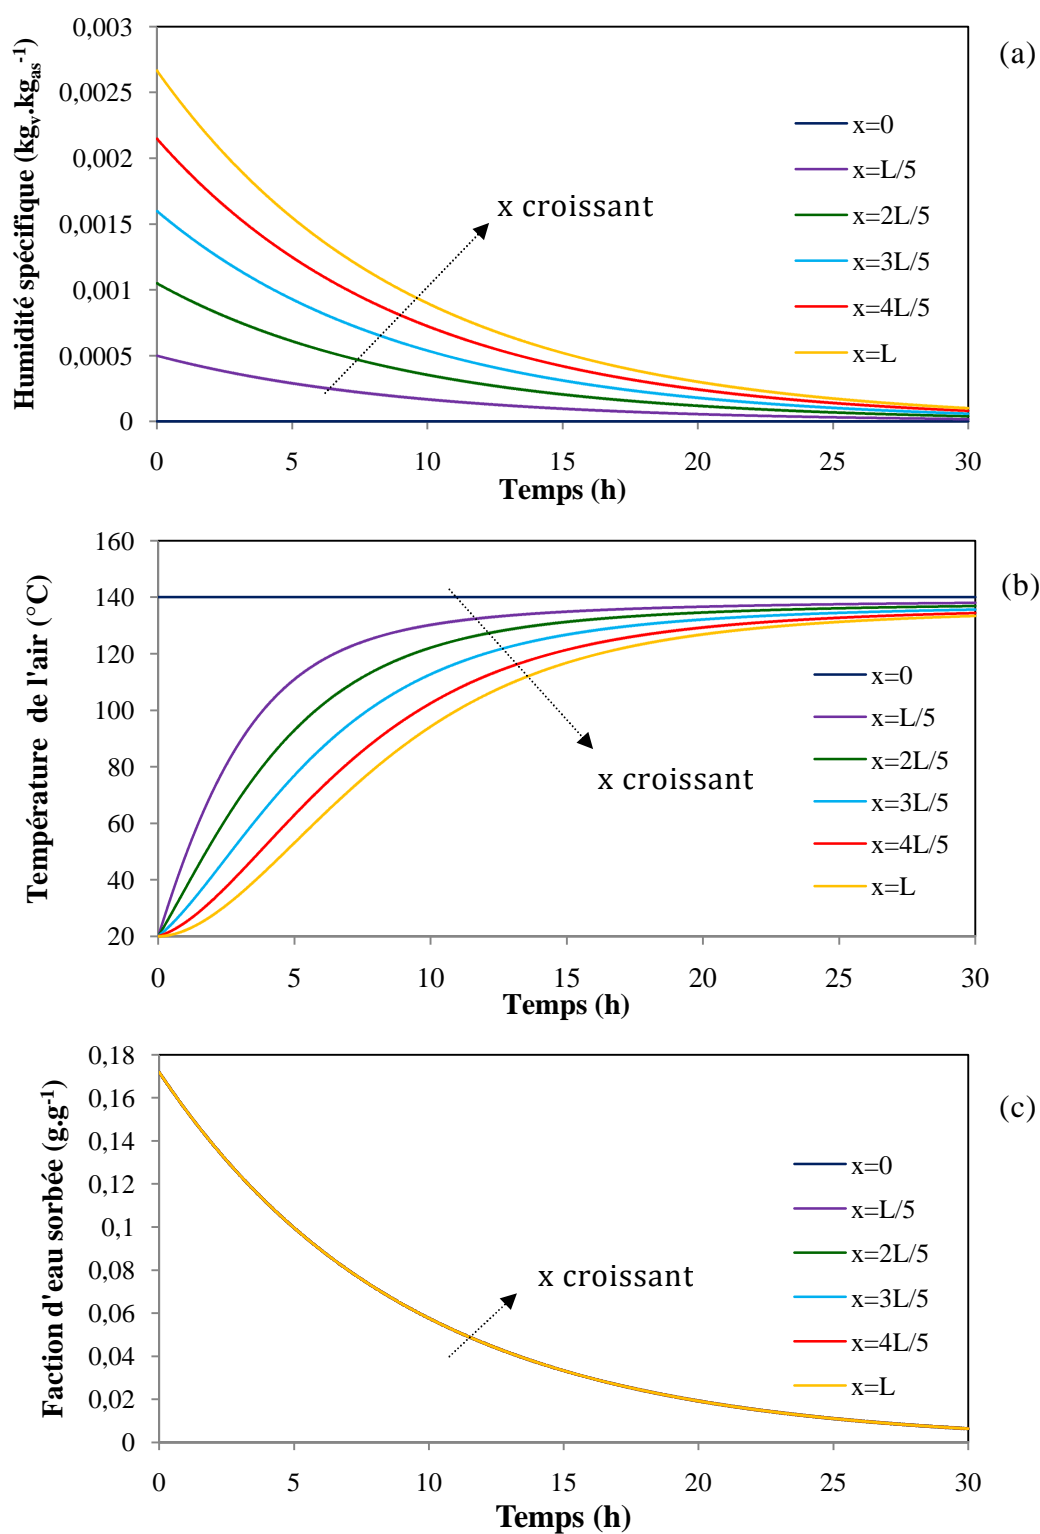 (a)
Humidité spécifique (kgv.kgas-1)
0,003
0,0025
0,002
0,0015
0,001
0,0005
0
x croissant
x=0
x=L/5
x=2L/5
x=3L/5
x=4L/5
x=L
0 5 10 15 20 25 30
Temps (h)
(b)
Température de l'air (°C)
160
140
120
100
80
60
40
20
x croissant
x=0
x=L/5
x=2L/5
x=3L/5
x=4L/5
x=L
0 5 10 15 20 25 30
Temps (h)
(c)
Faction d'eau sorbée (g.g-1)
0,18
0,16
0,14
0,12
0,1
0,08
0,06
0,04
0,02
0
x croissant
x=0
x=L/5
x=2L/5
x=3L/5
x=4L/5
x=L
0 5 10 15 20 25 30
Temps (h)